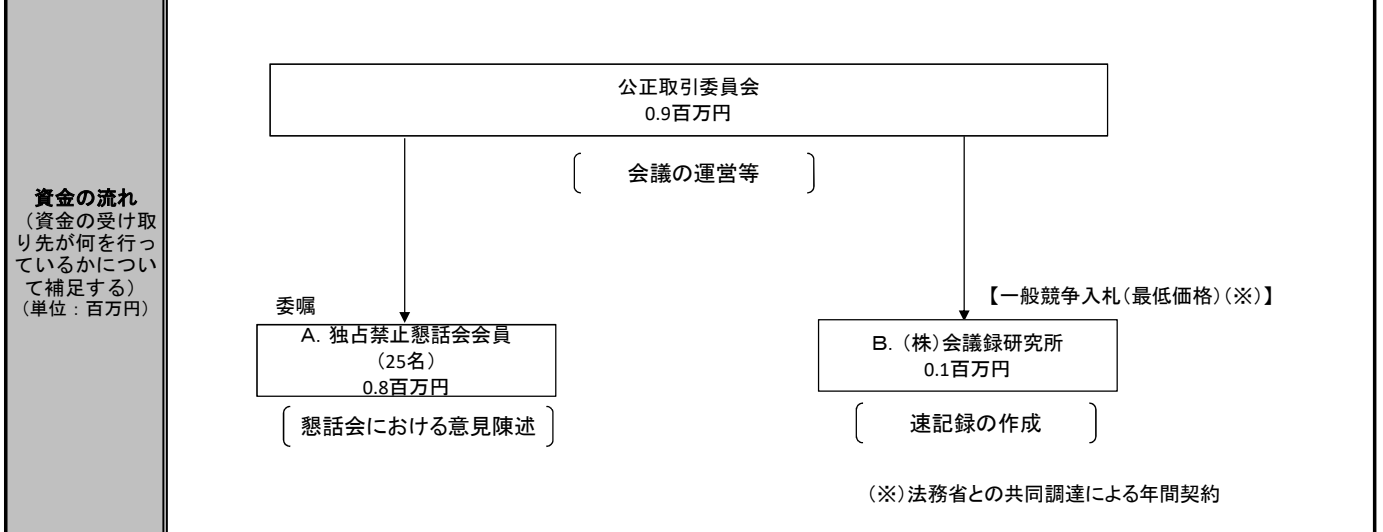 資金の流れ
（資金の受け取
り先が何を行っ
ているかについ
て補足する）
（単位：百万円）
公正取引委員会
0.9百万円
会議の運営等
委嘱
【一般競争入札（最低価格）（※）】
A．独占禁止懇話会会員
（25名）
0.8百万円
B．（株）会議録研究所
0.1百万円
懇話会における意見陳述
速記録の作成
（※）法務省との共同調達による年間契約